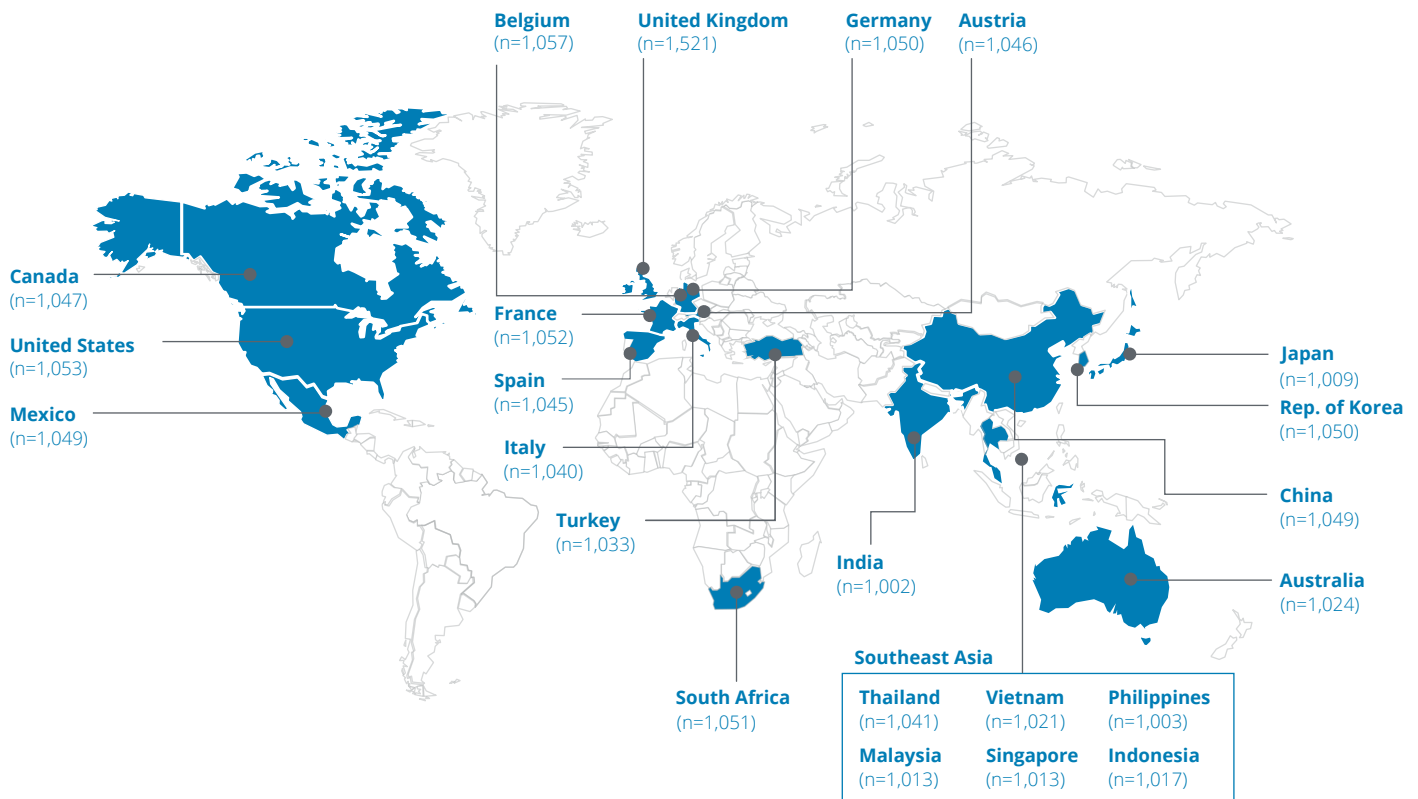 Belgium
(n=1,057)
United Kingdom
(n=1,521)
Germany
(n=1,050)
Austria
(n=1,046)
Canada
(n=1,047)
United States
(n=1,053)
Mexico
(n=1,049)
France
(n=1,052)
Spain
(n=1,045)
Italy
(n=1,040)
Turkey
(n=1,033)
South Africa
(n=1,051)
India
(n=1,002)
Japan
(n=1,009)
Rep. of Korea
(n=1,050)
China
(n=1,049)
Australia
(n=1,024)
Southeast Asia
Thailand
(n=1,041)
Vietnam
(n=1,021)
Philippines
(n=1,003)
Malaysia
(n=1,013)
Singapore
(n=1,013)
Indonesia
(n=1,017)